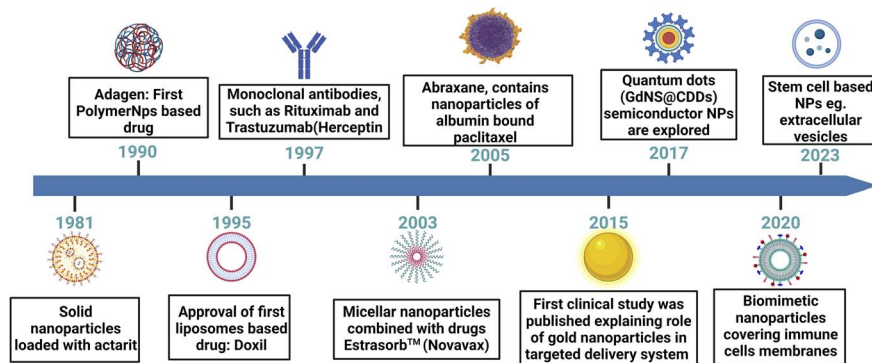 Adagen: First
PolymerNps based
drug
1990
Monoclonal antibodies,
such as Rituximab and
Trastuzumab(Herceptin
1997
Abraxane, contains
nanoparticles of
albumin bound
paclitaxel
2005
Quantum dots
(GdNS@CDDs)
semiconductor NPs
are explored
2017
Stem cell based
NPs eg.
extracellular
vesicles
2023
1981
Solid
nanoparticles
loaded with actarit
1995
Approval of first
liposomes based
drug: Doxil
2003
Micellar nanoparticles
combined with drugs
Estrasorb™ (Novavax)
2015
First clinical study was
published explaining role
of gold nanoparticles in
targeted delivery system
2020
Biomimetic
nanoparticles
covering immune
cells membranes